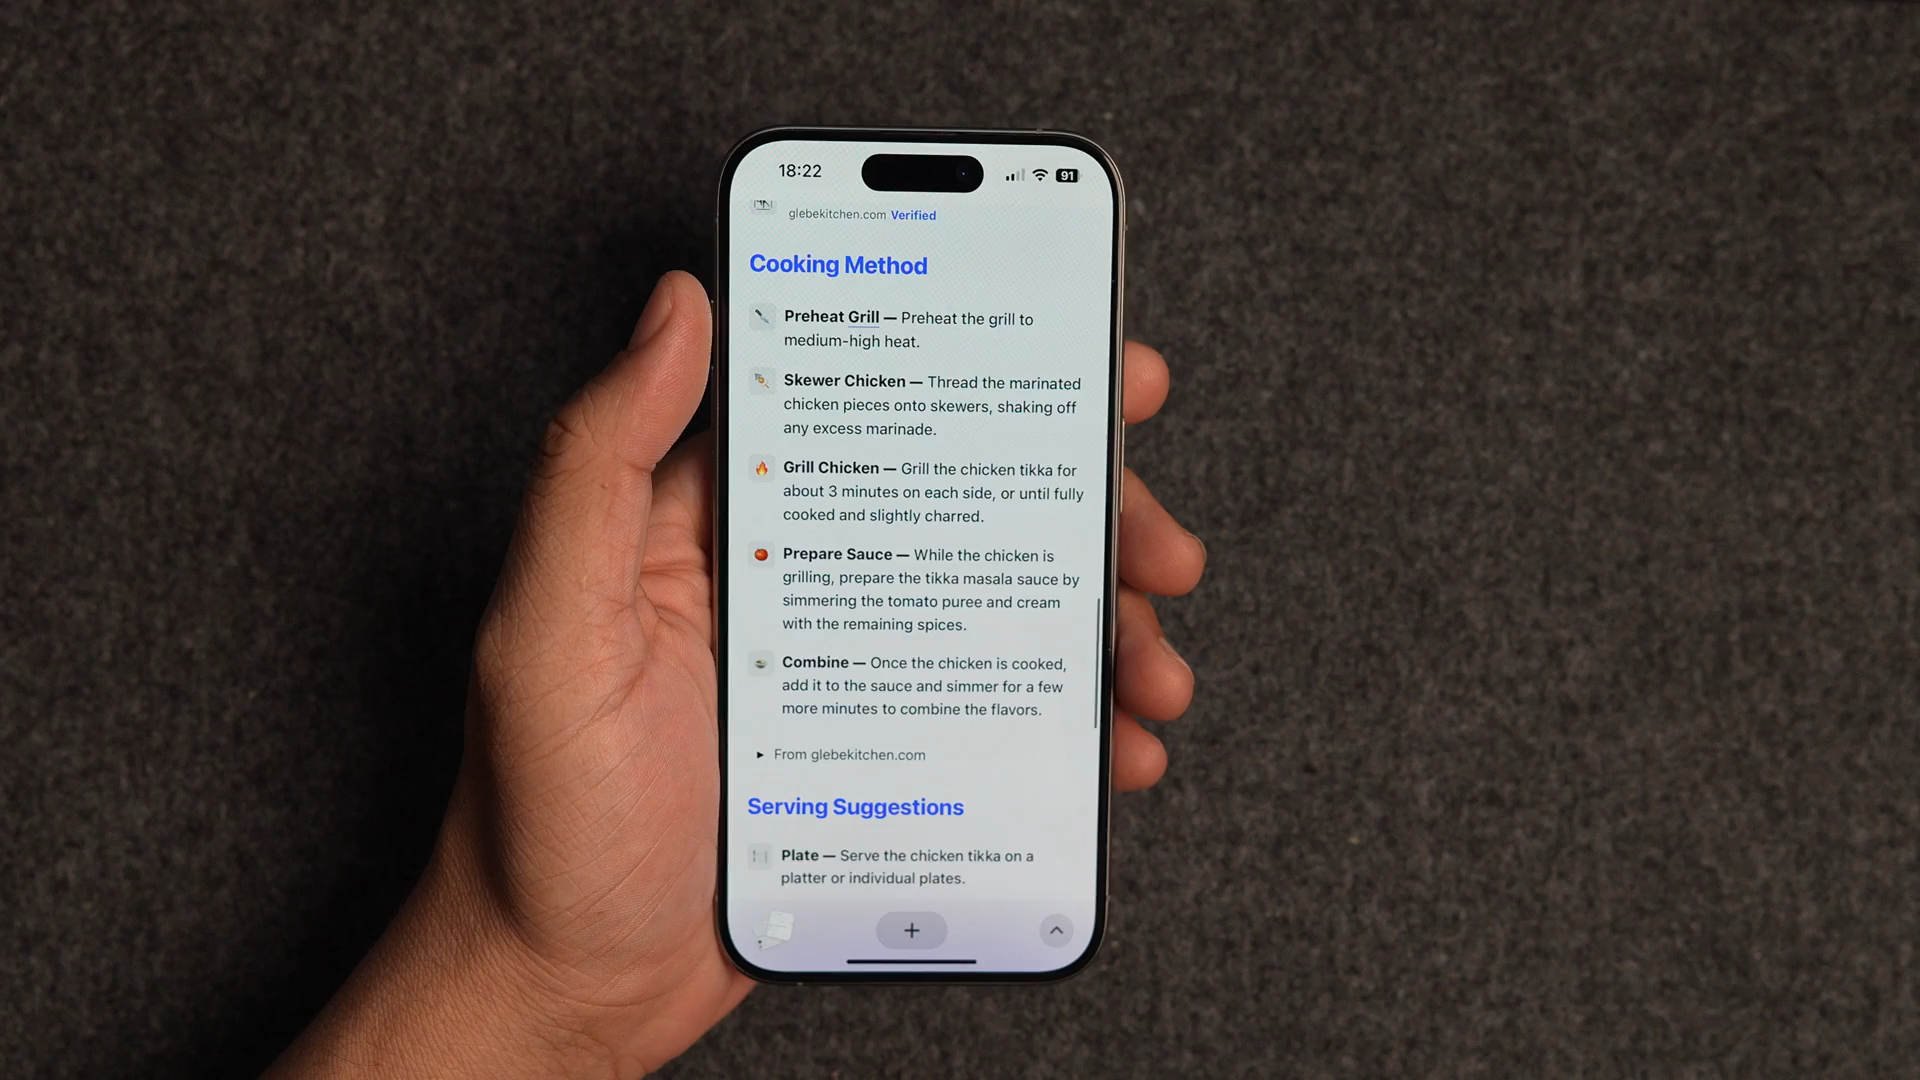 18:22
91
glebekitchen.com Verified
Cooking Method
Preheat Grill — Preheat the grill to
medium-high heat.
Skewer Chicken — Thread the marinated
chicken pieces onto skewers, shaking off
any excess marinade.
Grill Chicken — Grill the chicken tikka for
about 3 minutes on each side, or until fully
cooked and slightly charred.
Prepare Sauce — While the chicken is
grilling, prepare the tikka masala sauce by
simmering the tomato puree and cream
with the remaining spices.
Combine — Once the chicken is cooked,
add it to the sauce and simmer for a few
more minutes to combine the flavors.
From glebekitchen.com
Serving Suggestions
Plate — Serve the chicken tikka on a
platter or individual plates.